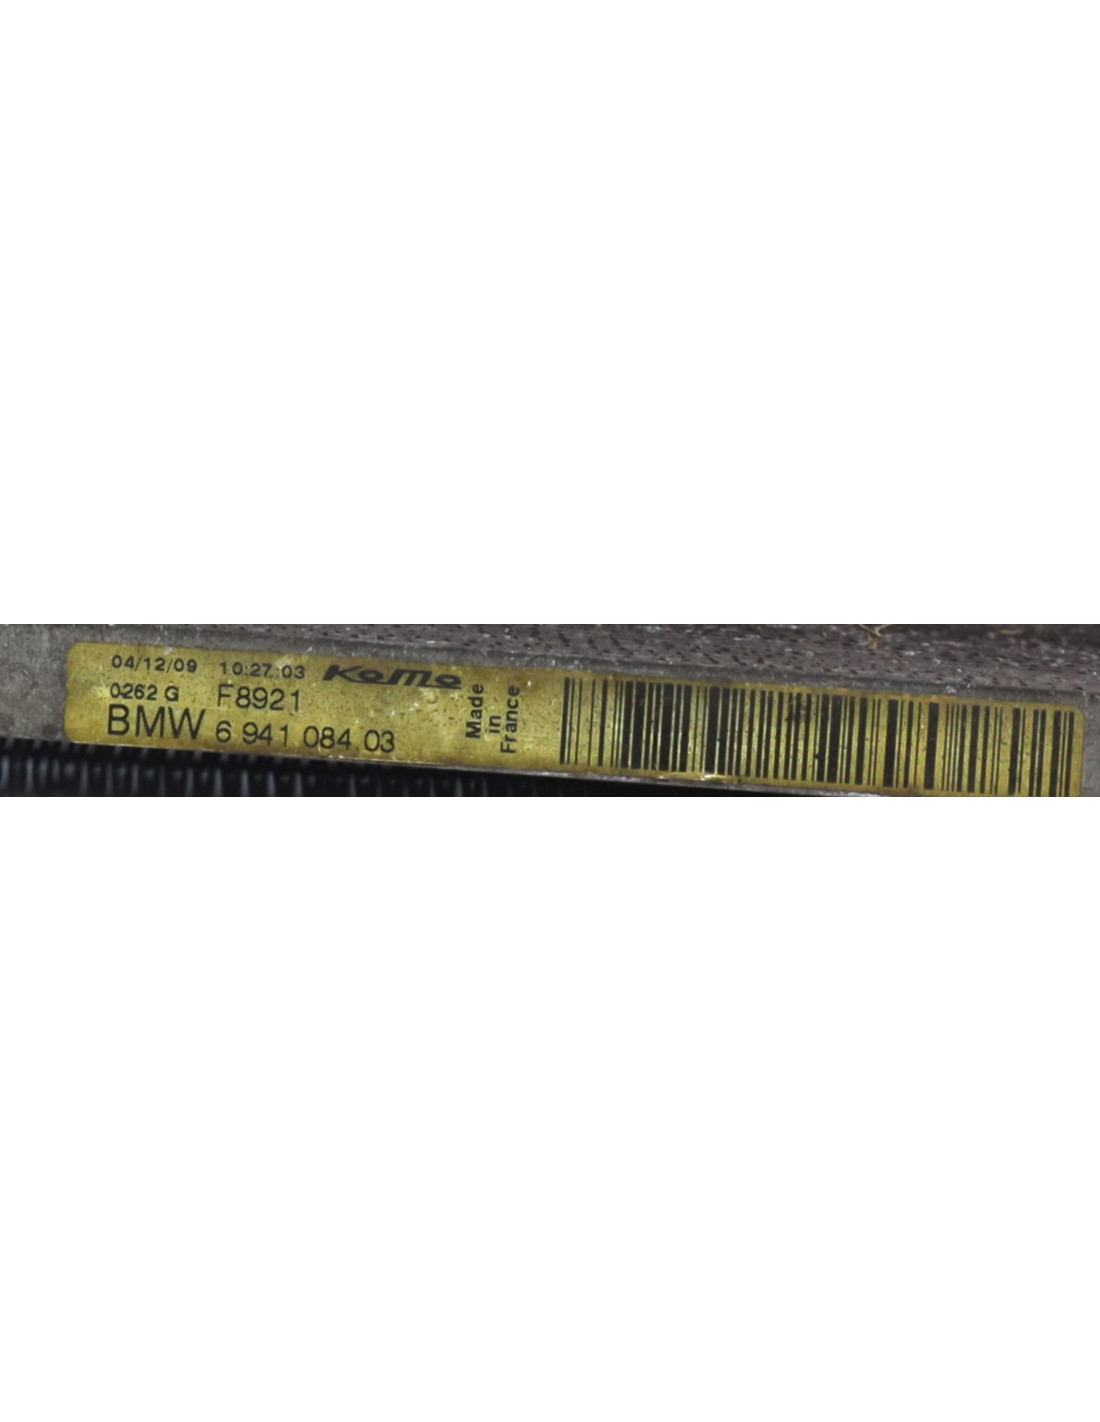 04/12/09 10:27:03 KoMo
0262 G F8921
BMW 6 941 084.03
Made
in
France